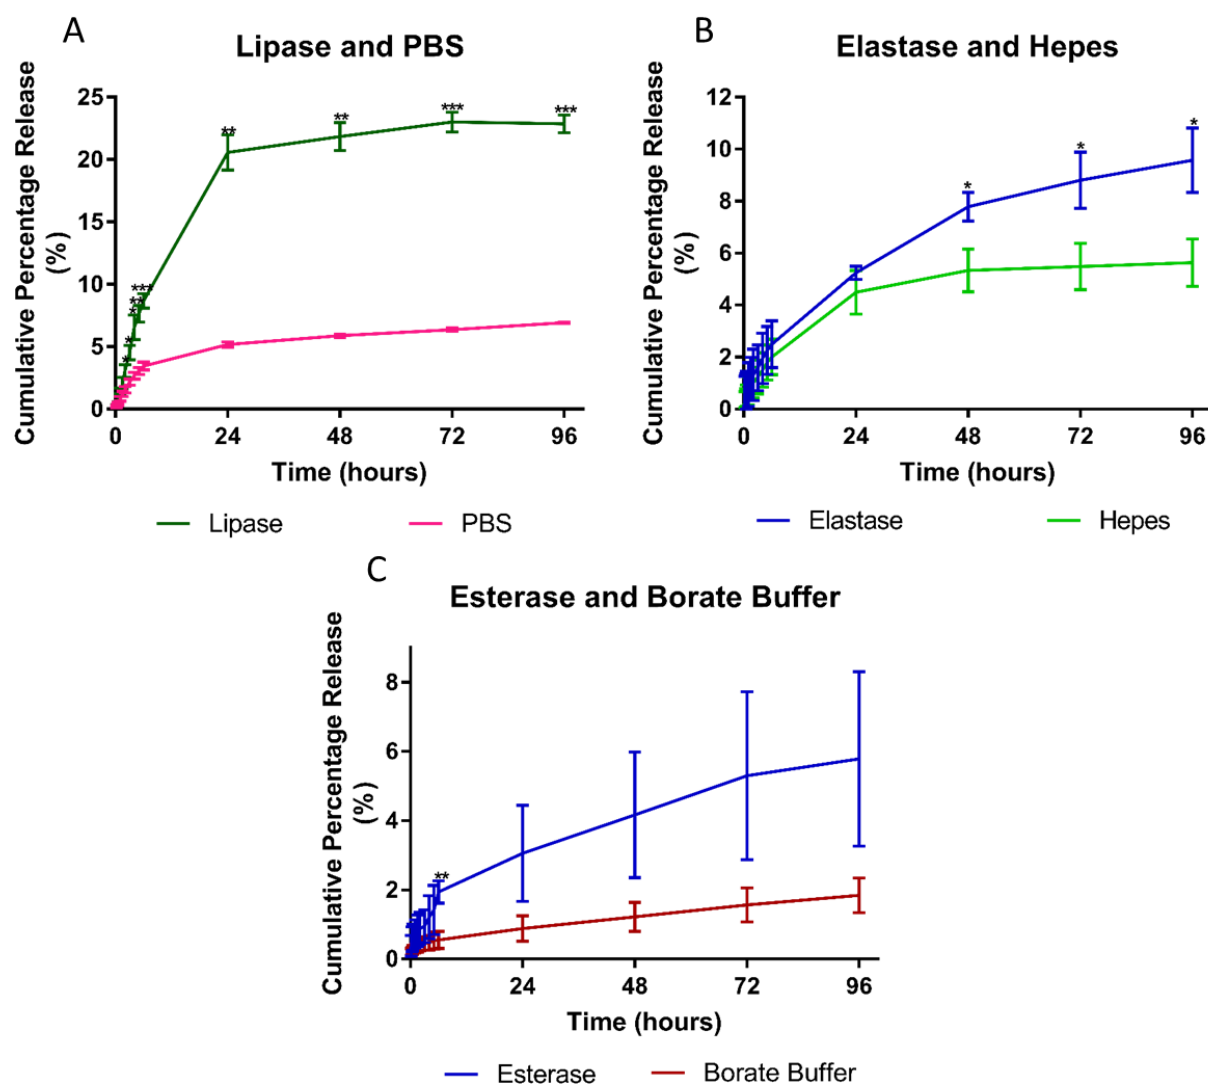 A
Lipase and PBS
Cumulative Percentage Release
(%)
25
20
15
10
5
0
** ** *** ***
*** ** * * *
0 24 48 72 96
Time (hours)
Lipase PBS
B
Elastase and Hepes
Cumulative Percentage Release
(%)
12
10
8
6
4
2
0
* * *
0 24 48 72 96
Time (hours)
Elastase Hepes
C
Esterase and Borate Buffer
Cumulative Percentage Release
(%)
8
6
4
2
0
**
0 24 48 72 96
Time (hours)
Esterase Borate Buffer